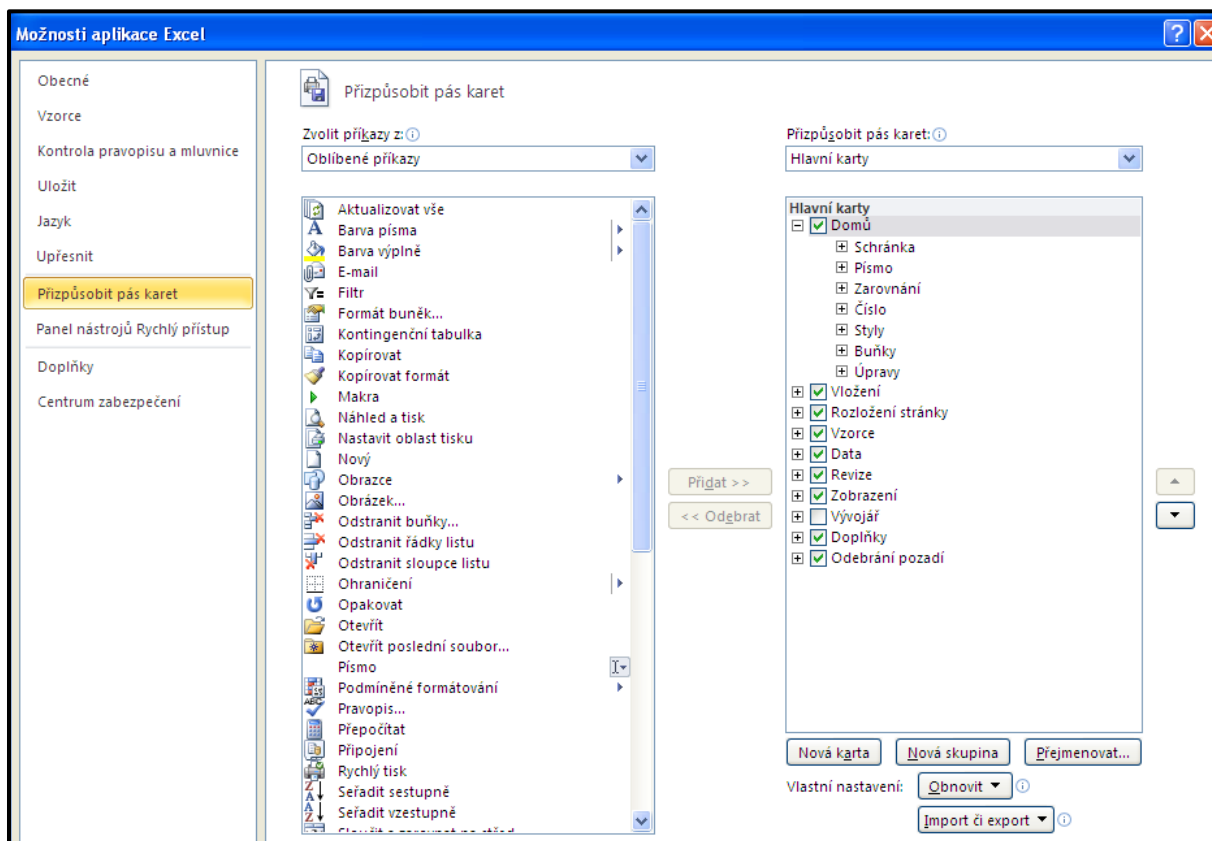 Možnosti aplikace Excel
Obecné
Vzorce
Kontrola pravopisu a mluvnice
Uložit
Jazyk
Upřesnit
Přizpůsobit pás karet
Panel nástrojů Rychlý přístup
Doplňky
Centrum zabezpečení
Přizpůsobit pás karet
Zvolit příkazy z:
Oblíbené příkazy
Aktualizovat vše
Barva písma
Barva výplně
E-mail
Filtr
Formát buněk...
Kontingenční tabulka
Kopírovat
Kopírovat formát
Makra
Náhled a tisk
Nastavit oblast tisku
Nový
Obrazce
Obrázek...
Odstranit buňky...
Odstranit řádky listu
Odstranit sloupce listu
Ohraničení
Opakovat
Otevřít
Otevřít poslední soubor...
Písmo
Podmíněné formátování
Pravopis...
Přepočítat
Připojení
Rychlý tisk
Seřadit sestupně
Seřadit vzestupně
Přidat >>
<< Odebrat
Přizpůsobit pás karet:
Hlavní karty
Hlavní karty
Domů
Schránka
Písmo
Zarovnání
Číslo
Styly
Buňky
Úpravy
Vložení
Rozložení stránky
Vzorce
Data
Revize
Zobrazení
Vývojář
Doplňky
Odebrání pozadí
Nová karta Nová skupina Přejmenovat...
Vlastní nastavení: Obnovit
Import či export